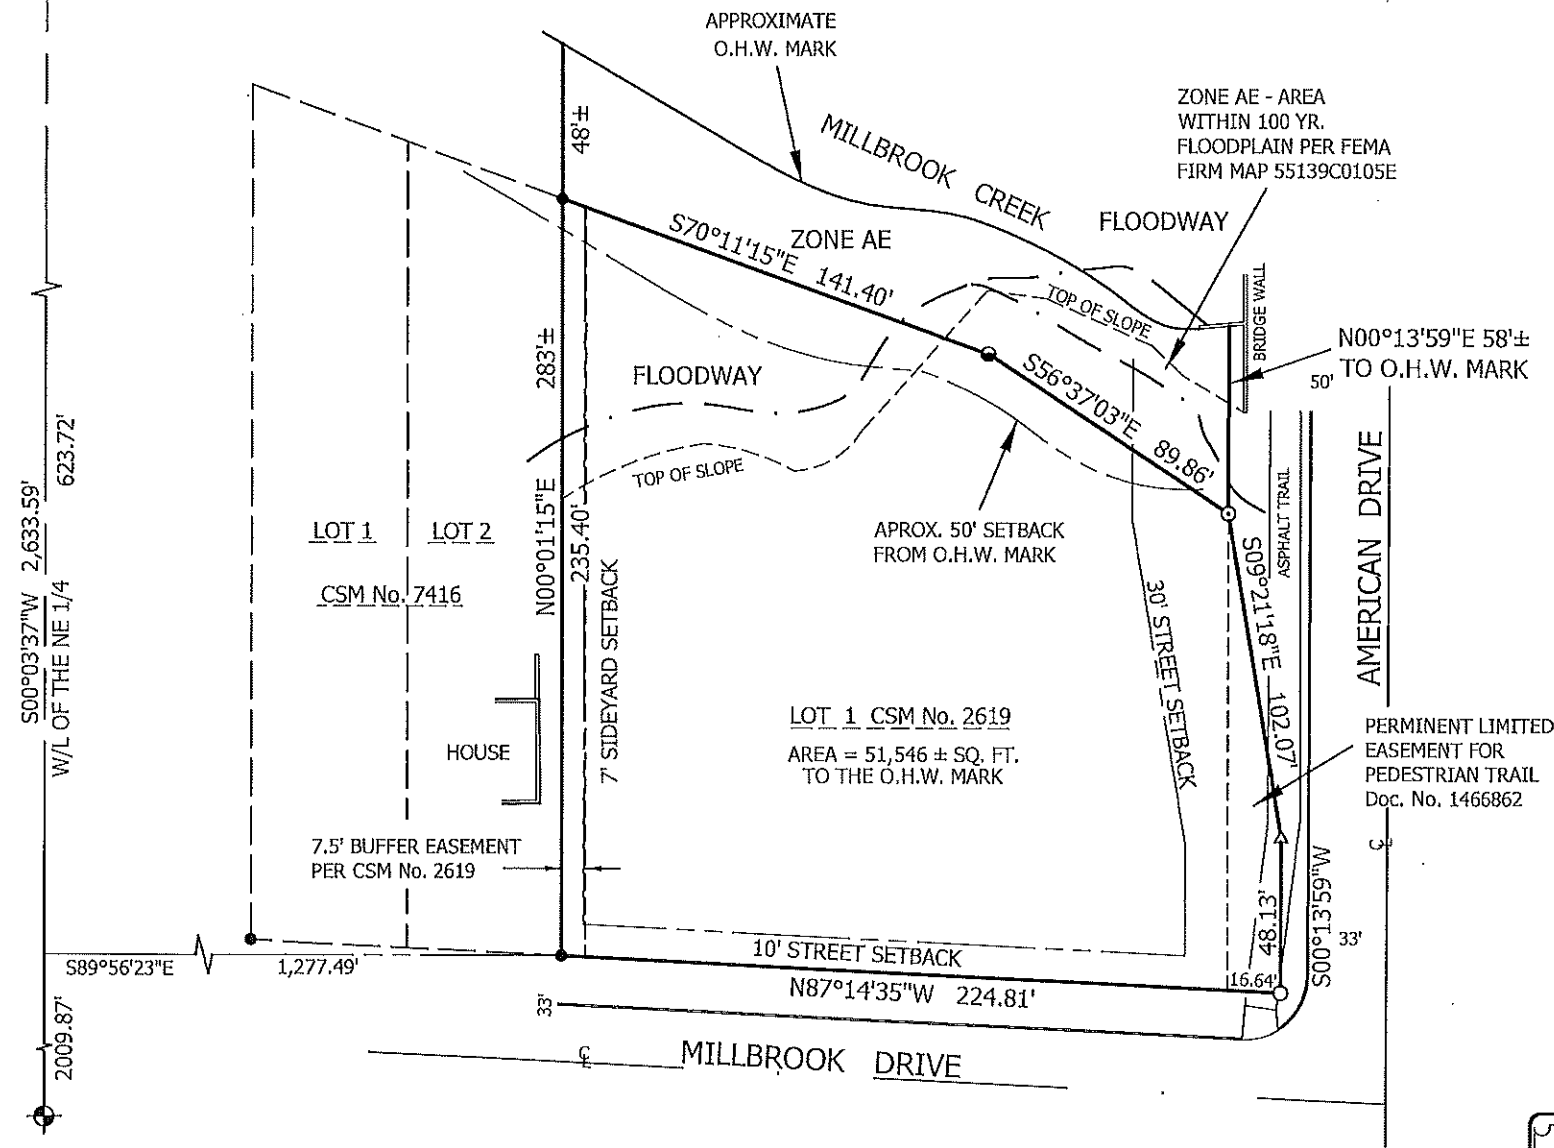 APPROXIMATE
O.H.W. MARK
ZONE AE - AREA
WITHIN 100 YR.
FLOODPLAIN PER FEMA
FIRM MAP 55139C0105E
MILLBROOK CREEK
FLOODWAY
48'±
S70°11'15"E 141.40'
ZONE AE
TOP OF SLOPE
BRIDGE WALL
N00°13'59"E 58'±
TO O.H.W. MARK
50'
283'±
FLOODWAY
S56°37'03"E 89.86'
TOP OF SLOPE
623.72'
S00°03'37"W 2,633.59'
W/L OF THE NE 1/4
LOT 1
LOT 2
CSM No. 7416
N00°01'15"E
235.40'
APROX. 50' SETBACK
FROM O.H.W. MARK
ASPHALT TRAIL
AMERICAN DRIVE
S09°21'18"E 102.07'
30' STREET SETBACK
7' SIDEYARD SETBACK
HOUSE
LOT 1 CSM No. 2619
AREA = 51,546 ± SQ. FT.
TO THE O.H.W. MARK
PERMINENT LIMITED
EASEMENT FOR
PEDESTRIAN TRAIL
Doc. No. 1466862
7.5' BUFFER EASEMENT
PER CSM No. 2619
48.13'
S00°13'59"W
33'
10' STREET SETBACK
S89°56'23"E 1,277.49'
16.64'
N87°14'35"W 224.81'
33'
2009.87'
MILLBROOK DRIVE